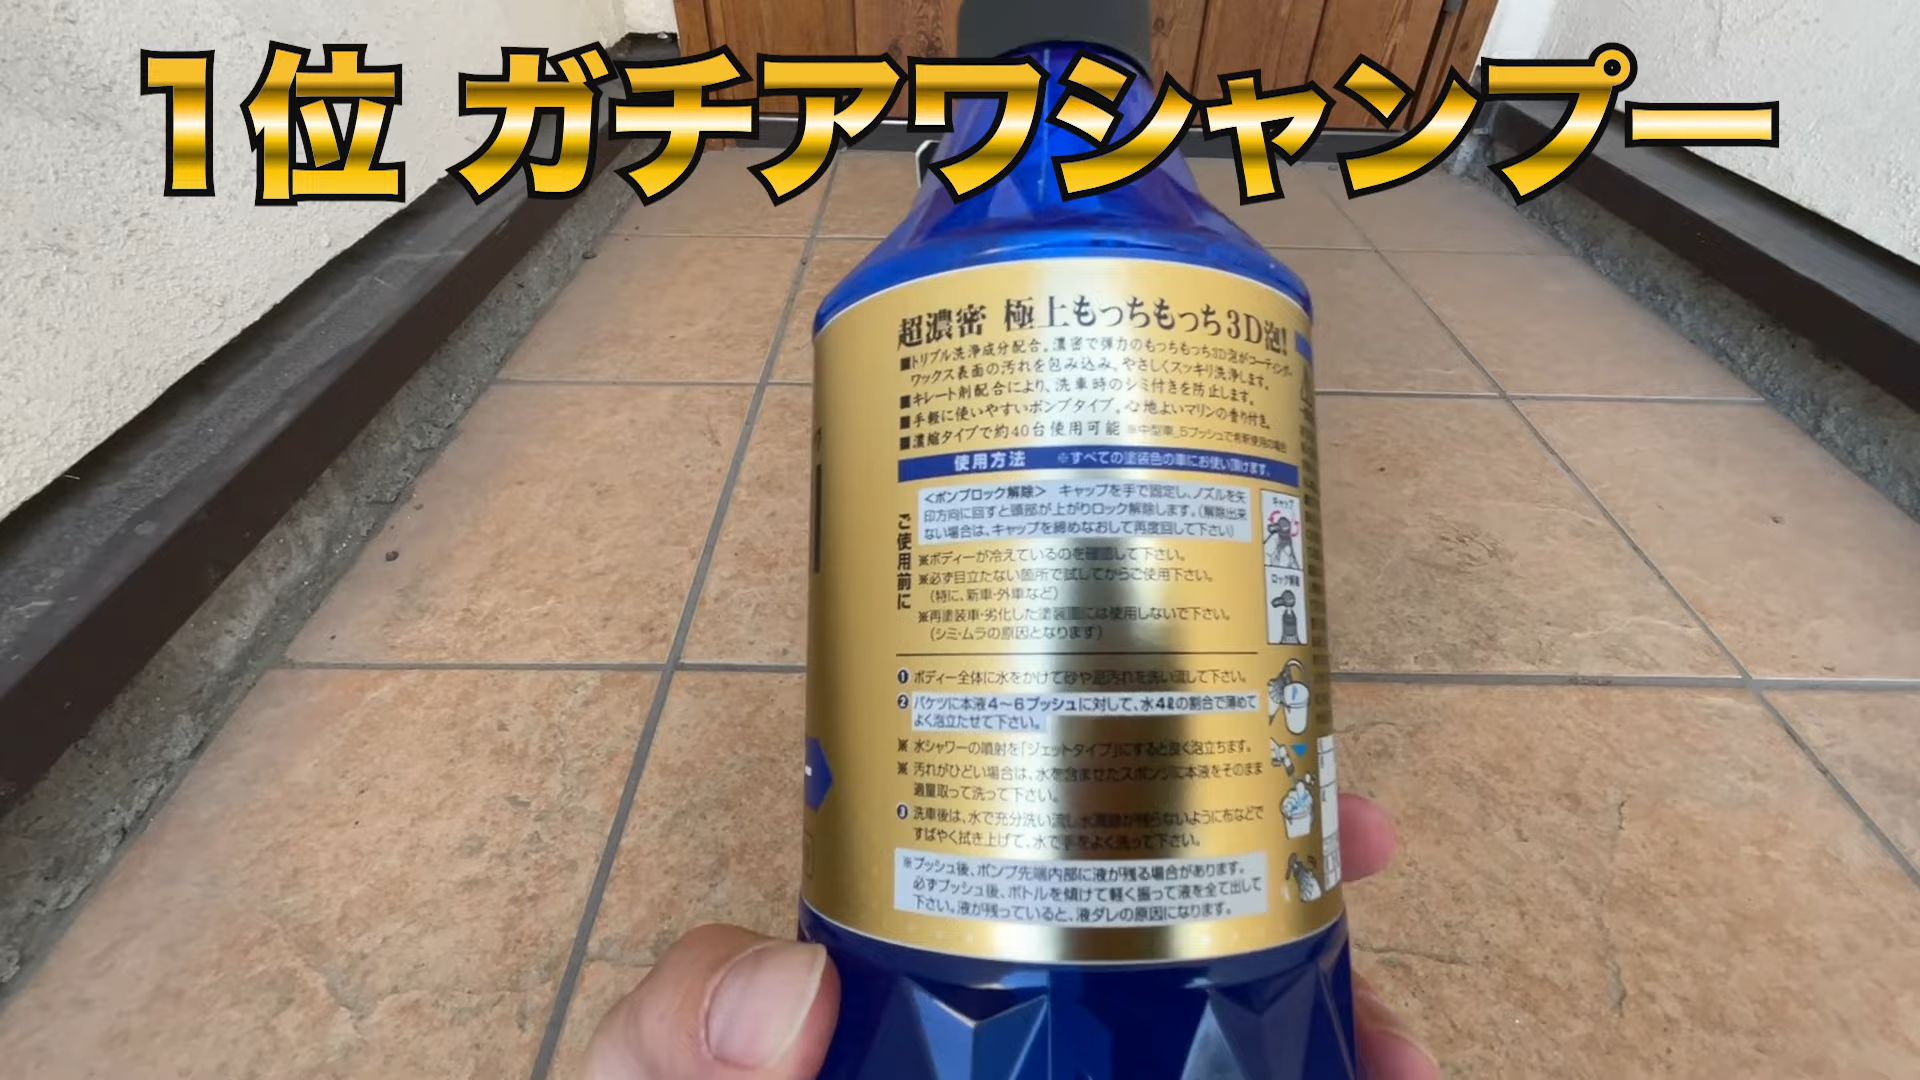 1位 ガチアワシャンプー
超濃密 極上もっちもっち3D泡!
■トリプル洗浄成分配合。濃密で弾力のもっちもっち3D泡がコーティング・
ワックス表面の汚れを包み込み、やさしくスッキリ洗浄します。
■キレート剤配合により、洗車時のシミ付きを防止します。
■手軽に使いやすいポンプタイプ。心地よいマリンの香り付き。
■濃縮タイプで約40台使用可能 ※中型車、5プッシュで希釈使用の場合
使用方法 ※すべての塗装色の車にお使い頂けます。
ご使用前に
<ポンプロック解除> キャップを手で固定し、ノズルを矢
印方向に回すと頭部が上がりロック解除します。(解除出来
ない場合は、キャップを締めなおして再度回して下さい)
※ボディーが冷えているのを確認して下さい。
※必ず目立たない箇所で試してからご使用下さい。
(特に、新車・外車など)
※再塗装車・劣化した塗装面には使用しないで下さい。
(シミ・ムラの原因となります)
キャップ
ロック解除
❶ ボディー全体に水をかけて砂や泥汚れを洗い流して下さい。
❷ バケツに本液4〜6プッシュに対して、水4ℓの割合で薄めて
よく泡立たせて下さい。
※ 水シャワーの噴射を「ジェットタイプ」にすると良く泡立ちます。
※ 汚れがひどい場合は、水を含ませたスポンジに本液をそのまま
適量取って洗って下さい。
❸ 洗車後は、水で充分洗い流し水滴跡が残らないように布などで
すばやく拭き上げて、水で手をよく洗って下さい。
※プッシュ後、ポンプ先端内部に液が残る場合があります。
必ずプッシュ後、ボトルを傾けて軽く振って液を全て出して
下さい。液が残っていると、液ダレの原因になります。